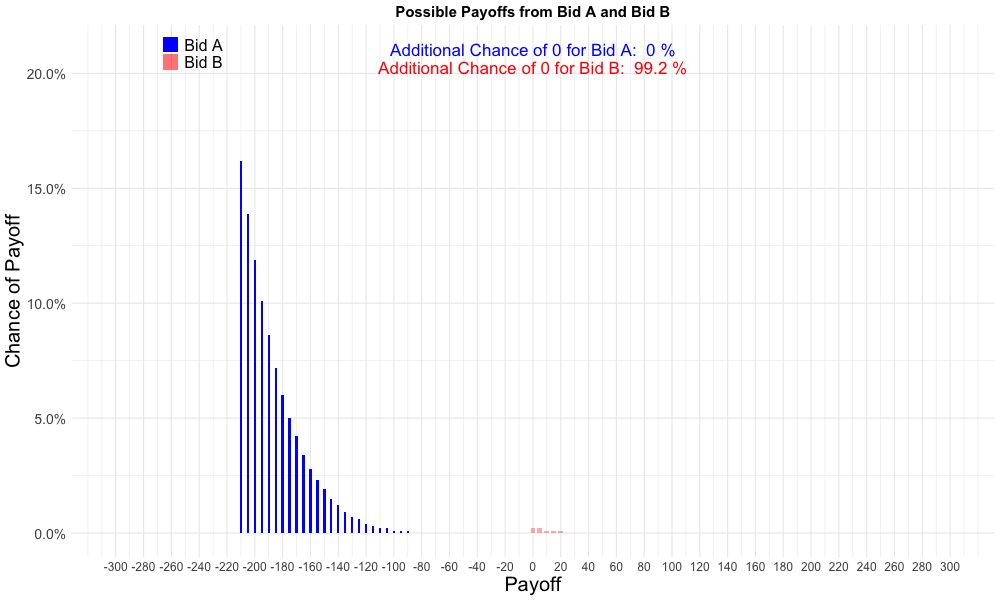 Possible Payoffs from Bid A and Bid B
Bid A
Bid B
Additional Chance of 0 for Bid A:  0 %
Additional Chance of 0 for Bid B:  99.2 %
Chance of Payoff
20.0%
15.0%
10.0%
5.0%
0.0%
-300 -280 -260 -240 -220 -200 -180 -160 -140 -120 -100 -80 -60 -40 -20 0 20 40 60 80 100 120 140 160 180 200 220 240 260 280 300
Payoff